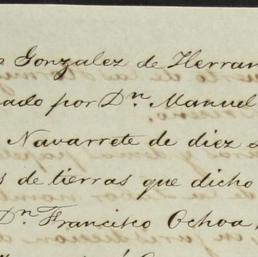 Gonzalez de Herran
ado por Dn. Manuel
Navarrete de diez
s de tierras que dicho
Dn. Francisco Ochoa,